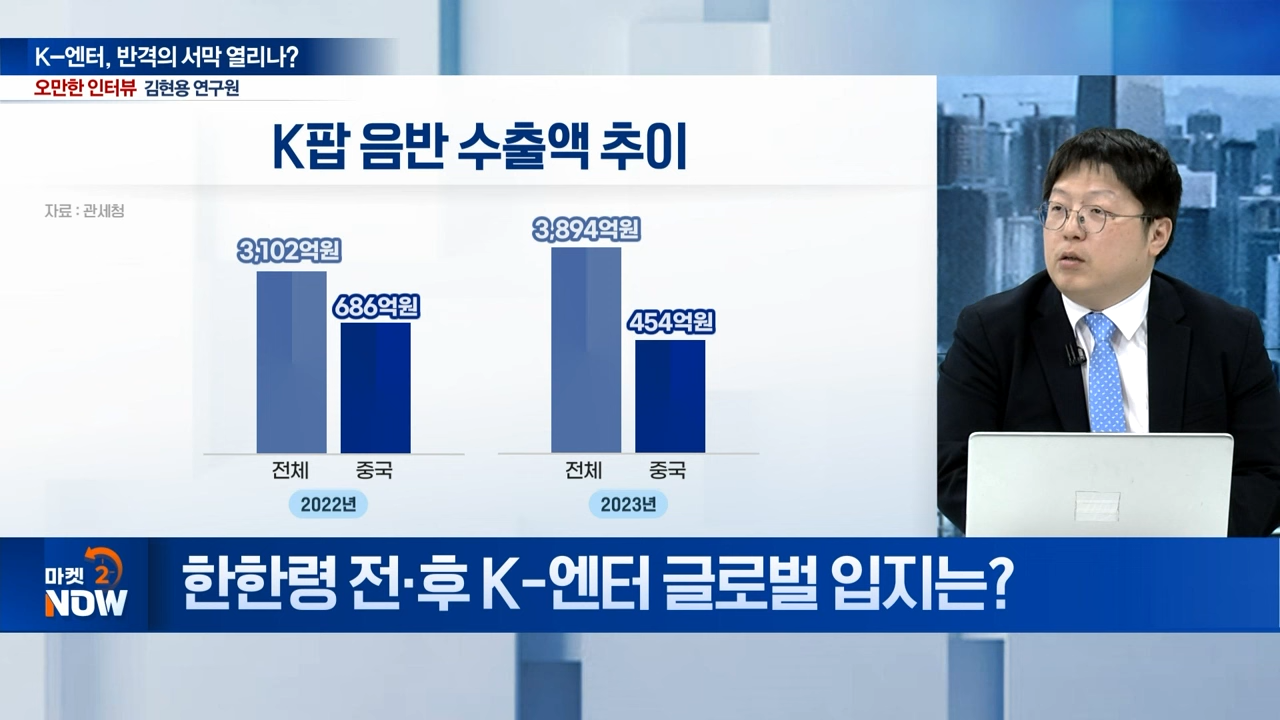 K-엔터, 반격의 서막 열리나?
오만한 인터뷰 김현용 연구원
K팝 음반 수출액 추이
자료 : 관세청
3,102억원
686억원
전체
중국
2022년
3,894억원
454억원
전체
중국
2023년
마켓 2
NOW
한한령 전·후 K-엔터 글로벌 입지는?